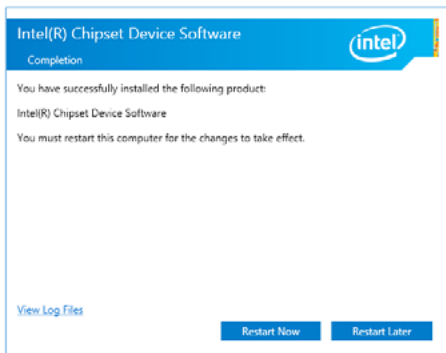 Intel(R) Chipset Device Software
Completion
intel
You have successfully installed the following product:
Intel(R) Chipset Device Software
You must restart this computer for the changes to take effect.
View Log Files
Restart Now
Restart Later